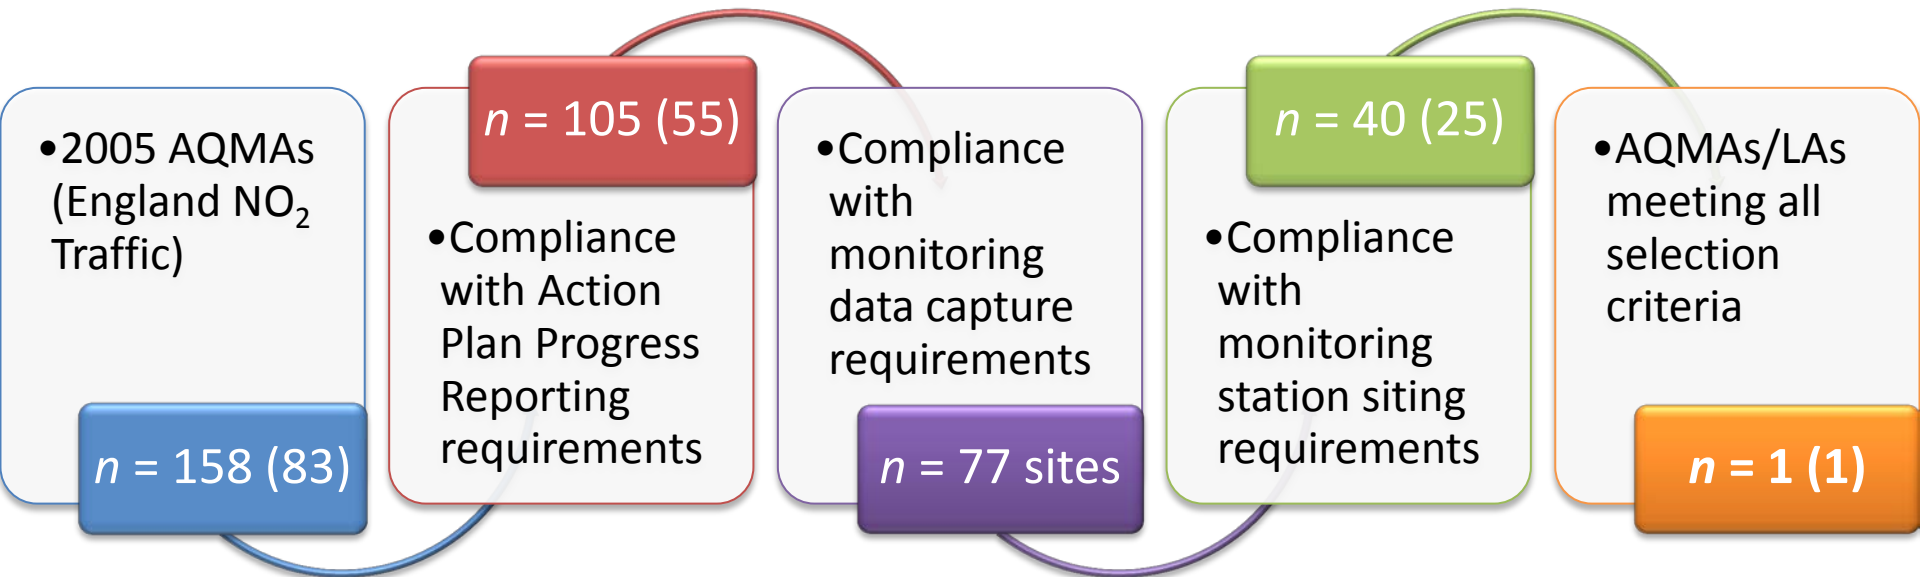 •2005 AQMAs
(England NO₂
Traffic)
n = 158 (83)
n = 105 (55)
•Compliance
with Action
Plan Progress
Reporting
requirements
•Compliance
with
monitoring
data capture
requirements
n = 77 sites
n = 40 (25)
•Compliance
with
monitoring
station siting
requirements
•AQMAs/LAs
meeting all
selection
criteria
n = 1 (1)